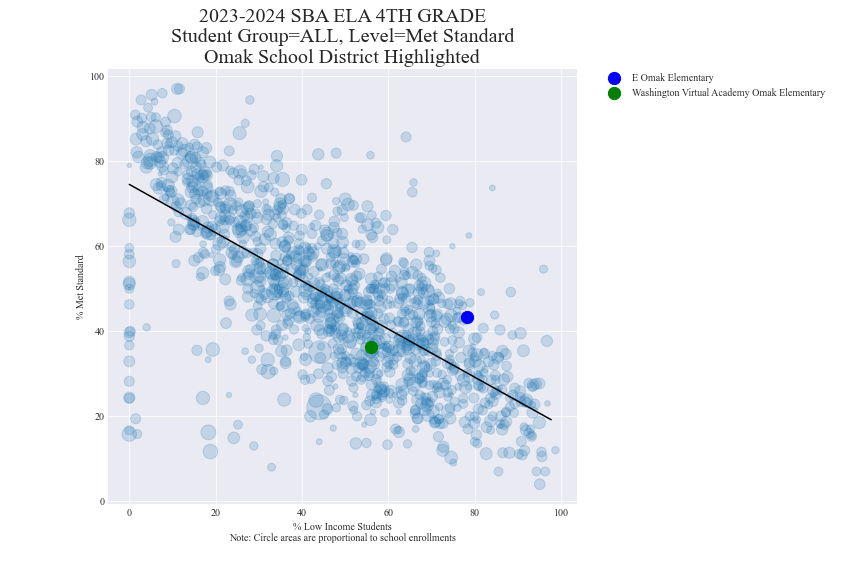 2023-2024 SBA ELA 4TH GRADE
Student Group=ALL, Level=Met Standard
Omak School District Highlighted
E Omak Elementary
Washington Virtual Academy Omak Elementary
% Met Standard
100
80
60
40
20
0
0 20 40 60 80 100
% Low Income Students
Note: Circle areas are proportional to school enrollments